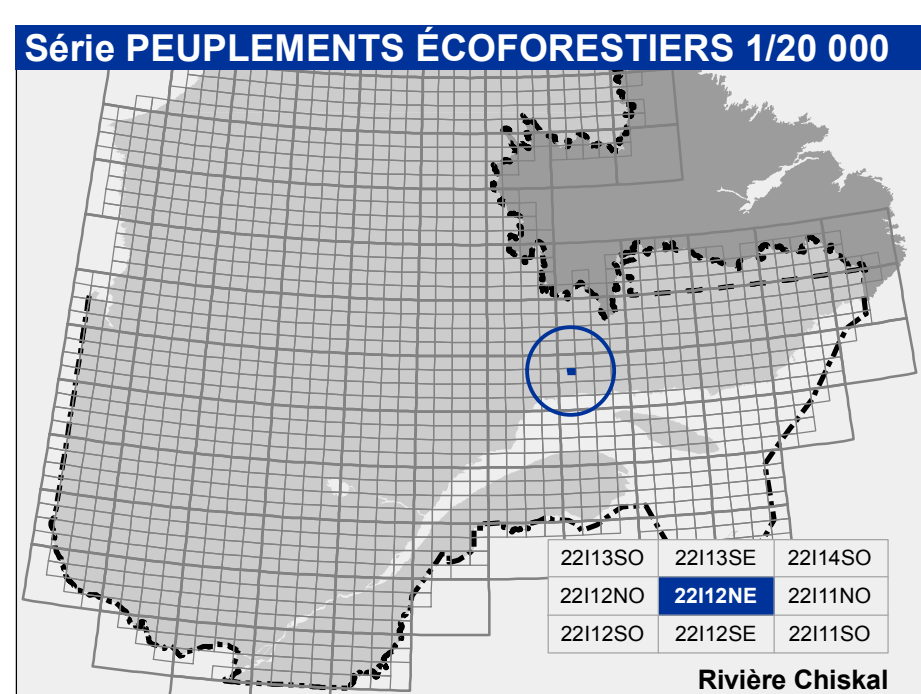 Série PEUPLEMENTS ÉCOFORESTIERS 1/20 000
22I13SO 22I13SE 22I14SO
22I12NO 22I12NE 22I11NO
22I12SO 22I12SE 22I11SO
Rivière Chiskal